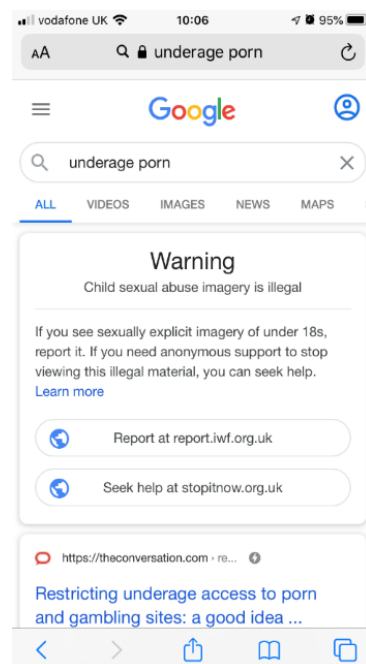 vodafone UK 10:06 95%
AA underage porn
Google
underage porn
ALL VIDEOS IMAGES NEWS MAPS
Warning
Child sexual abuse imagery is illegal
If you see sexually explicit imagery of under 18s,
report it. If you need anonymous support to stop
viewing this illegal material, you can seek help.
Learn more
Report at report.iwf.org.uk
Seek help at stopitnow.org.uk
https://theconversation.com › re...
Restricting underage access to porn
and gambling sites: a good idea ...